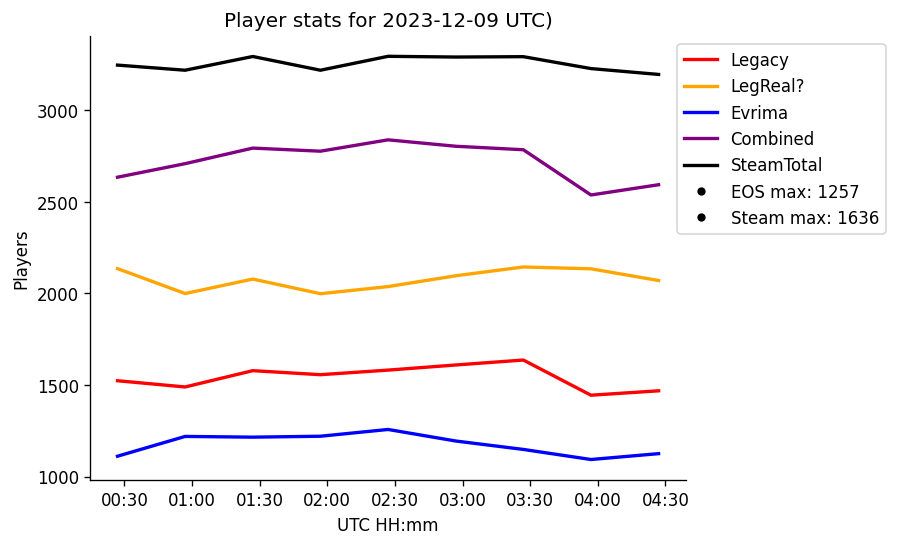 Player stats for 2023-12-09 UTC)
Legacy
LegReal?
Evrima
Combined
SteamTotal
EOS max: 1257
Steam max: 1636
Players
3000
2500
2000
1500
1000
00:30 01:00 01:30 02:00 02:30 03:00 03:30 04:00 04:30
UTC HH:mm